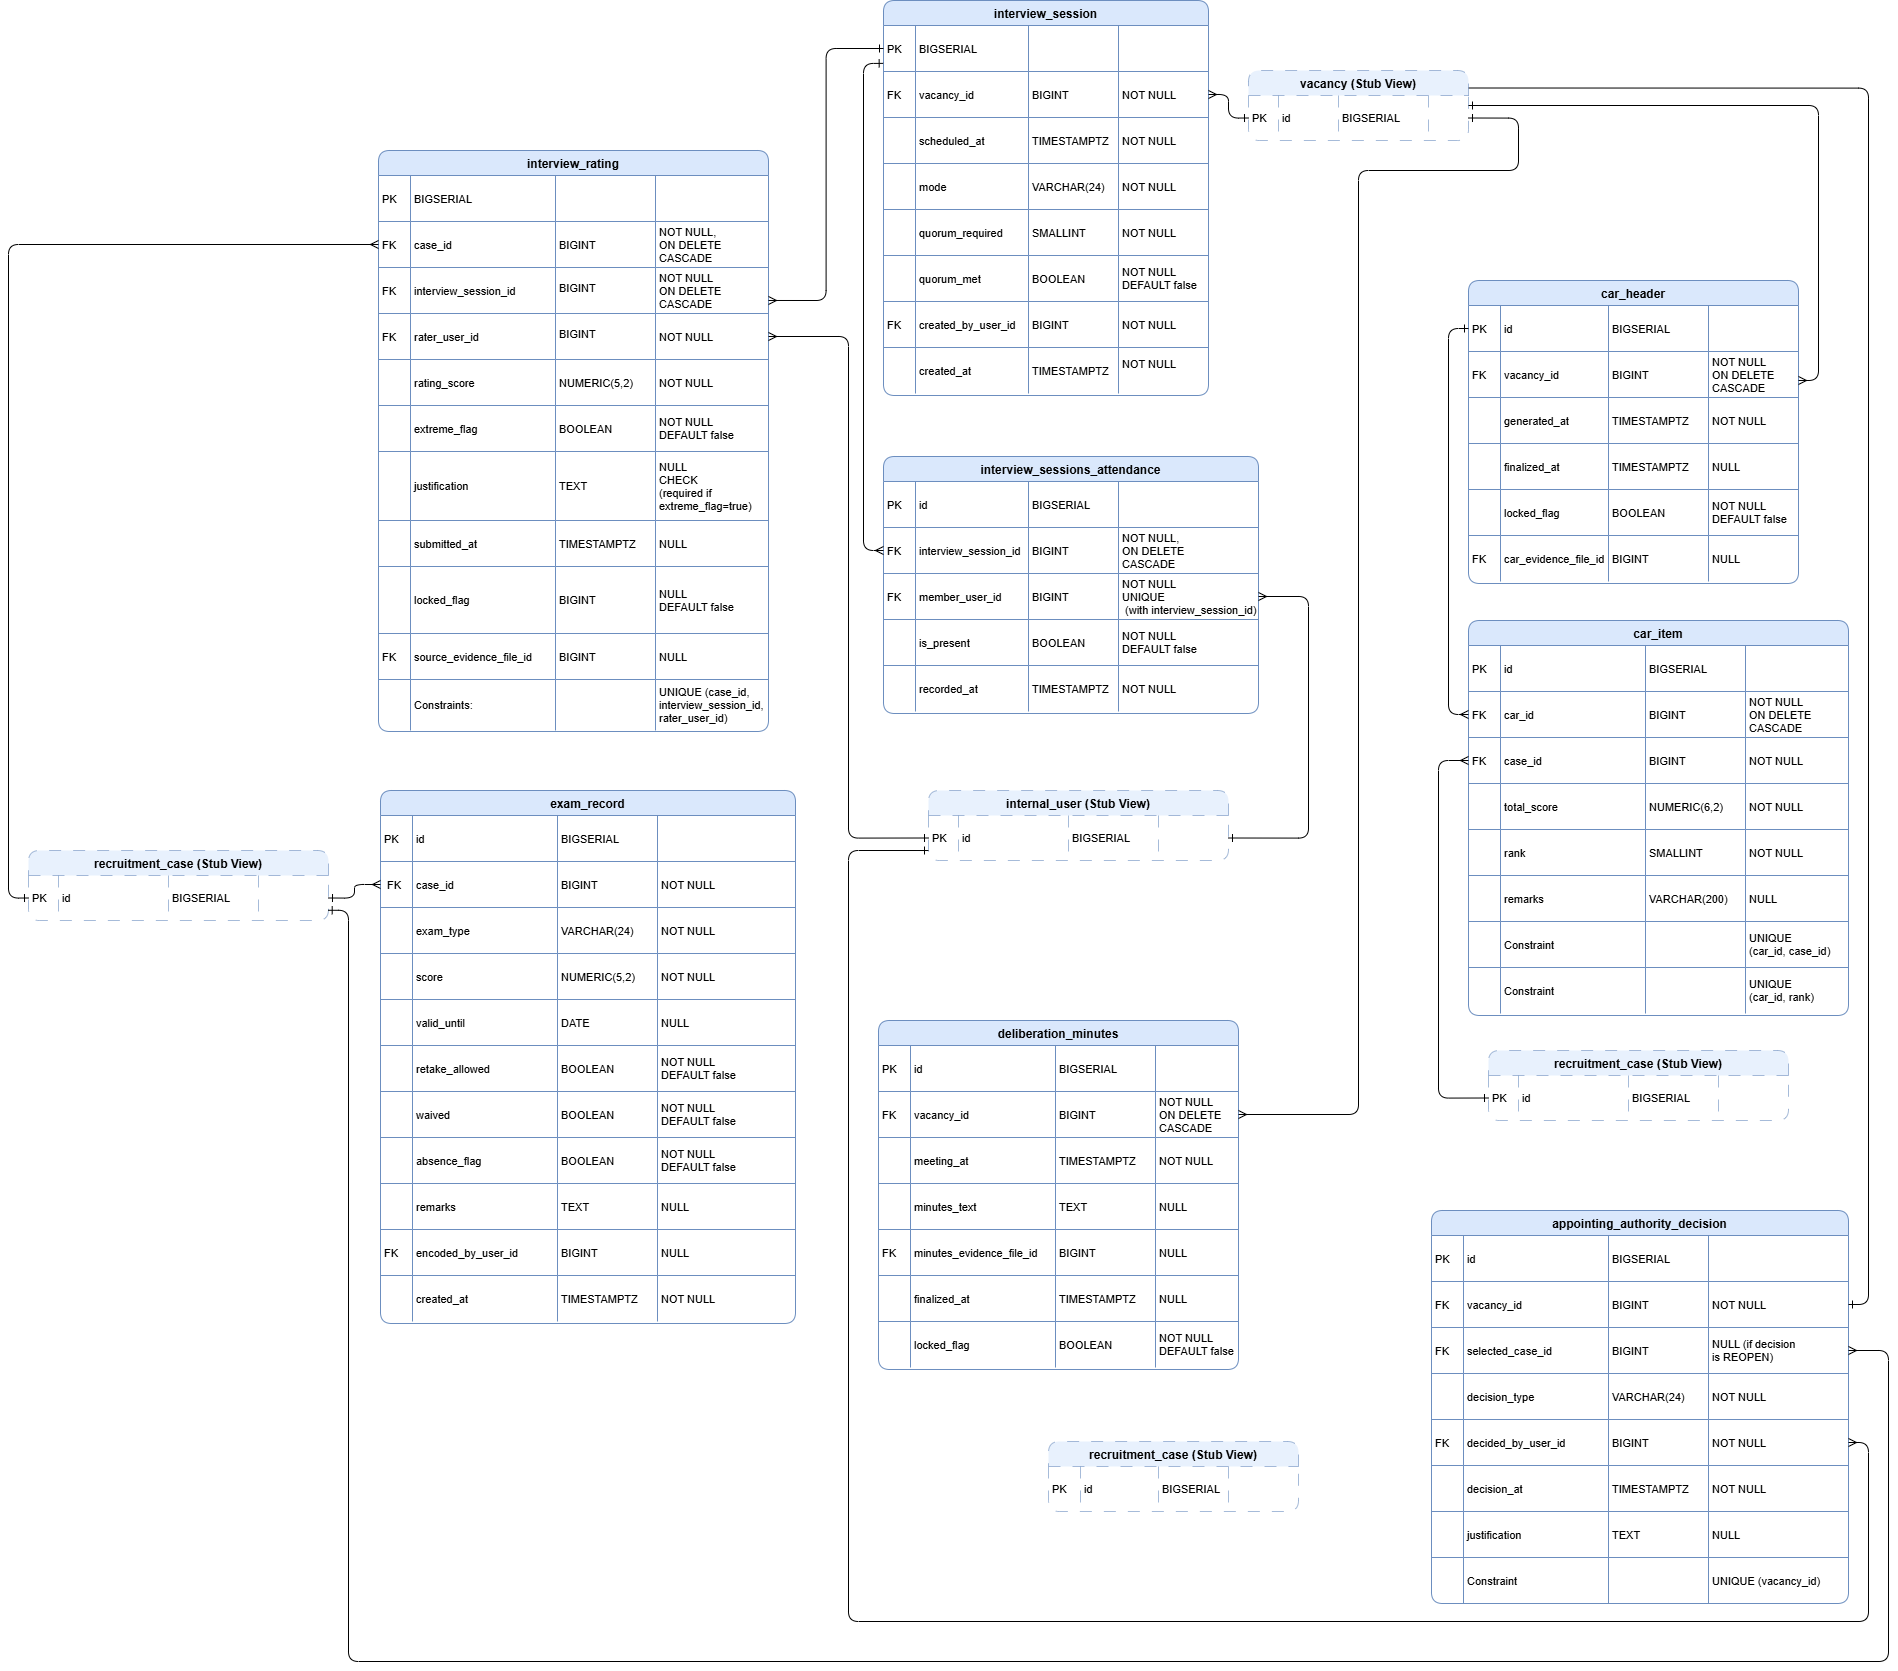 interview_session
PK BIGSERIAL
FK vacancy_id BIGINT NOT NULL
scheduled_at TIMESTAMPTZ NOT NULL
mode VARCHAR(24) NOT NULL
quorum_required SMALLINT NOT NULL
quorum_met BOOLEAN NOT NULL
DEFAULT false
FK created_by_user_id BIGINT NOT NULL
created_at TIMESTAMPTZ NOT NULL
vacancy (Stub View)
PK id BIGSERIAL
interview_rating
PK BIGSERIAL
FK case_id BIGINT NOT NULL,
ON DELETE
CASCADE
FK interview_session_id BIGINT NOT NULL
ON DELETE
CASCADE
FK rater_user_id BIGINT NOT NULL
rating_score NUMERIC(5,2) NOT NULL
extreme_flag BOOLEAN NOT NULL
DEFAULT false
justification TEXT NULL
CHECK
(required if
extreme_flag=true)
submitted_at TIMESTAMPTZ NULL
locked_flag BIGINT NULL
DEFAULT false
FK source_evidence_file_id BIGINT NULL
Constraints: UNIQUE (case_id,
interview_session_id,
rater_user_id)
car_header
PK id BIGSERIAL
FK vacancy_id BIGINT NOT NULL
ON DELETE
CASCADE
generated_at TIMESTAMPTZ NOT NULL
finalized_at TIMESTAMPTZ NULL
locked_flag BOOLEAN NOT NULL
DEFAULT false
FK car_evidence_file_id BIGINT NULL
interview_sessions_attendance
PK id BIGSERIAL
FK interview_session_id BIGINT NOT NULL,
ON DELETE
CASCADE
FK member_user_id BIGINT NOT NULL
UNIQUE
(with interview_session_id)
is_present BOOLEAN NOT NULL
DEFAULT false
recorded_at TIMESTAMPTZ NOT NULL
car_item
PK id BIGSERIAL
FK car_id BIGINT NOT NULL
ON DELETE
CASCADE
FK case_id BIGINT NOT NULL
total_score NUMERIC(6,2) NOT NULL
rank SMALLINT NOT NULL
remarks VARCHAR(200) NULL
Constraint UNIQUE
(car_id, case_id)
Constraint UNIQUE
(car_id, rank)
internal_user (Stub View)
PK id BIGSERIAL
recruitment_case (Stub View)
PK id BIGSERIAL
exam_record
PK id BIGSERIAL
FK case_id BIGINT NOT NULL
exam_type VARCHAR(24) NOT NULL
score NUMERIC(5,2) NOT NULL
valid_until DATE NULL
retake_allowed BOOLEAN NOT NULL
DEFAULT false
waived BOOLEAN NOT NULL
DEFAULT false
absence_flag BOOLEAN NOT NULL
DEFAULT false
remarks TEXT NULL
FK encoded_by_user_id BIGINT NULL
created_at TIMESTAMPTZ NOT NULL
deliberation_minutes
PK id BIGSERIAL
FK vacancy_id BIGINT NOT NULL
ON DELETE
CASCADE
meeting_at TIMESTAMPTZ NOT NULL
minutes_text TEXT NULL
FK minutes_evidence_file_id BIGINT NULL
finalized_at TIMESTAMPTZ NULL
locked_flag BOOLEAN NOT NULL
DEFAULT false
recruitment_case (Stub View)
PK id BIGSERIAL
appointing_authority_decision
PK id BIGSERIAL
FK vacancy_id BIGINT NOT NULL
FK selected_case_id BIGINT NULL (if decision
is REOPEN)
decision_type VARCHAR(24) NOT NULL
FK decided_by_user_id BIGINT NOT NULL
decision_at TIMESTAMPTZ NOT NULL
justification TEXT NULL
Constraint UNIQUE (vacancy_id)
recruitment_case (Stub View)
PK id BIGSERIAL